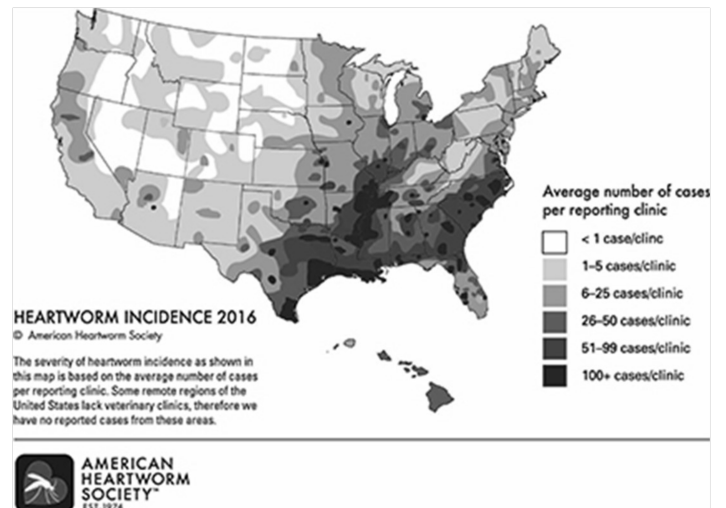 Average number of cases
per reporting clinic
< 1 case/clinc
1–5 cases/clinic
6–25 cases/clinic
26–50 cases/clinic
51–99 cases/clinic
100+ cases/clinic
HEARTWORM INCIDENCE 2016
© American Heartworm Society
The severity of heartworm incidence as shown in
this map is based on the average number of cases
per reporting clinic. Some remote regions of the
United States lack veterinary clinics, therefore we
have no reported cases from these areas.
AMERICAN
HEARTWORM
SOCIETY™
EST. 1974